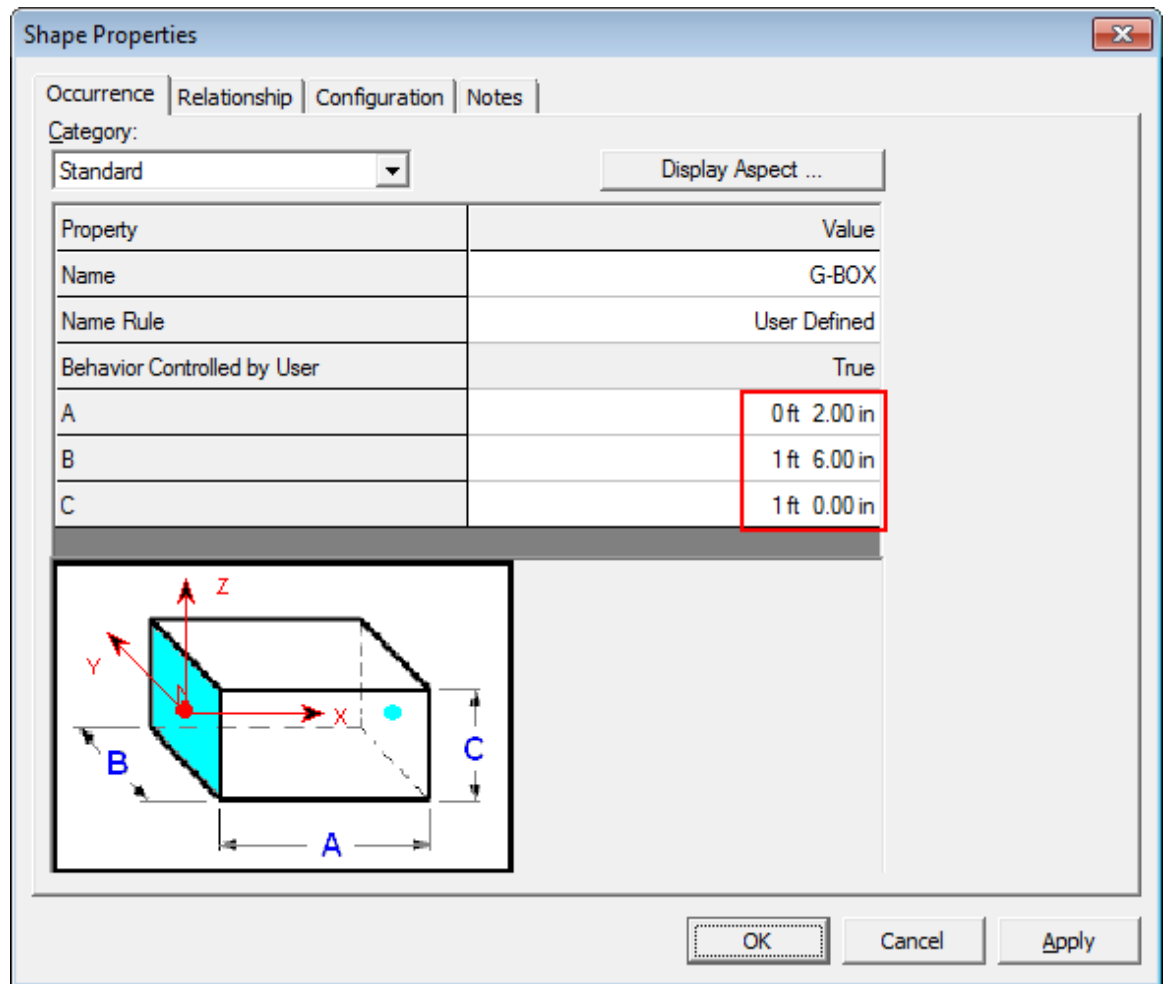 Shape Properties
Occurrence Relationship Configuration Notes
Category:
Standard Display Aspect ...
Property Value
Name G-BOX
Name Rule User Defined
Behavior Controlled by User True
A 0 ft 2.00 in
B 1 ft 6.00 in
C 1 ft 0.00 in
Z
Y
X
B
C
A
OK Cancel Apply